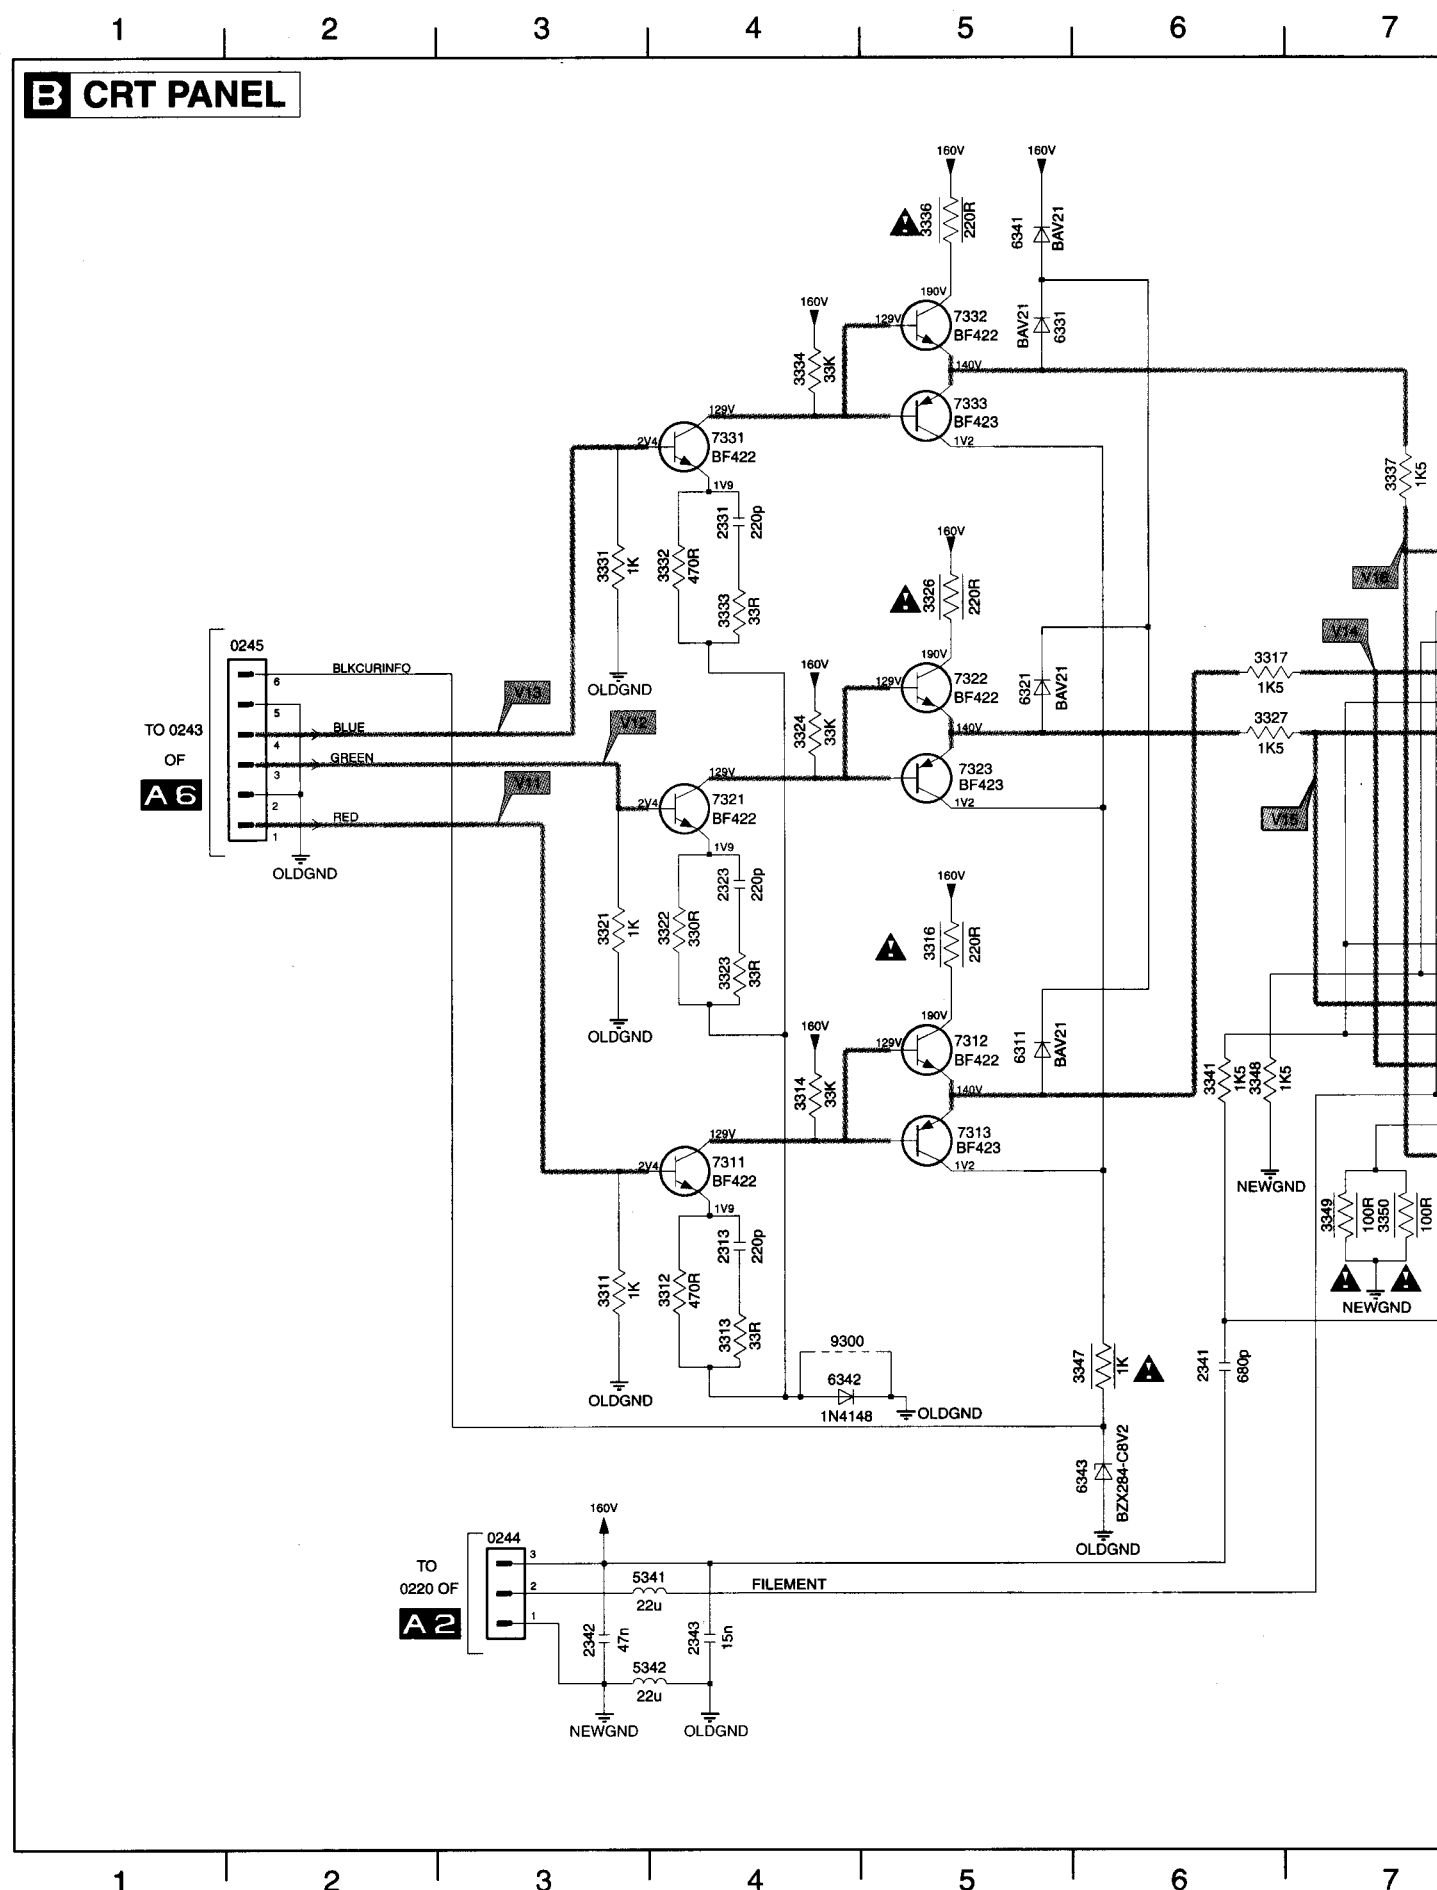 1 2 3 4 5 6 7
B CRT PANEL
160V 160V
3336 220R
6341 BAV21
190V
160V
129V
7332
BF422
BAV21 6331
3334 33K
140V
129V
7333
BF423
2V4
7331
BF422
1V2
3337 1K5
1V9
2331 220p
160V
3331 1K
3332 470R
3333 33R
3326 220R
V16
V14
0245
BLKCURINFO
6
OLDGND
160V
190V
129V
7322
BF422
6321 BAV21
3317
1K5
V13
5
V12
TO 0243
BLUE
4
3324 33K
140V
3327
1K5
OF
GREEN
3
129V
7323
BF423
V11
A6
2
2V4
7321
BF422
1V2
V15
RED
1
OLDGND
1V9
2323 220p
160V
3321 1K
3322 330R
3323 33R
3316 220R
190V
OLDGND
160V
129V
7312
BF422
6311 BAV21
3314 33K
140V
3341 1K5
3348 1K5
129V
7313
BF423
2V4
7311
BF422
1V2
NEWGND
1V9
2313 220p
3349 100R
3350 100R
3311 1K
3312 470R
3313 33R
NEWGND
9300
3347 1K
2341 680p
6342
1N4148
OLDGND
OLDGND
6343 BZX284-C8V2
160V
0244
OLDGND
TO
0220 OF
A2
3
2
1
5341
22u
FILEMENT
2342 47n
2343 15n
5342
22u
NEWGND OLDGND
1 2 3 4 5 6 7